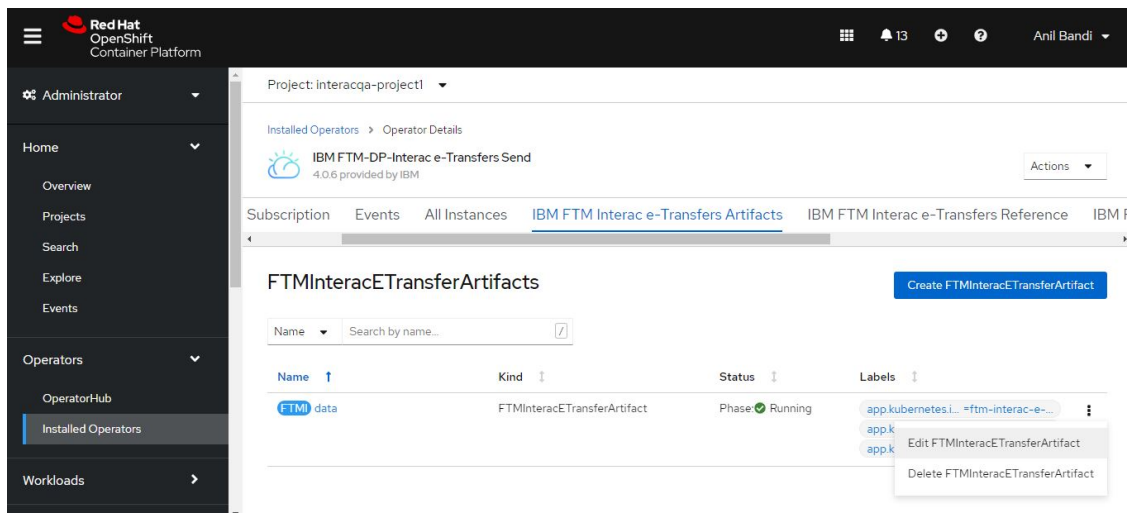 Red Hat
OpenShift
Container Platform
13
Anil Bandi
Administrator
Home
Overview
Projects
Search
Explore
Events
Operators
OperatorHub
Installed Operators
Workloads
Project: interacqa-project1
Installed Operators > Operator Details
IBM FTM-DP-Interac e-Transfers Send
4.0.6 provided by IBM
Actions
Subscription Events All Instances IBM FTM Interac e-Transfers Artifacts IBM FTM Interac e-Transfers Reference IBM
FTMInteracETransferArtifacts
Create FTMInteracETransferArtifact
Name Search by name... /
Name Kind Status Labels
FTMI data FTMInteracETransferArtifact Phase: Running app.kubernetes.i... =ftm-interac-e-...
app.k
app.k
Edit FTMInteracETransferArtifact
Delete FTMInteracETransferArtifact